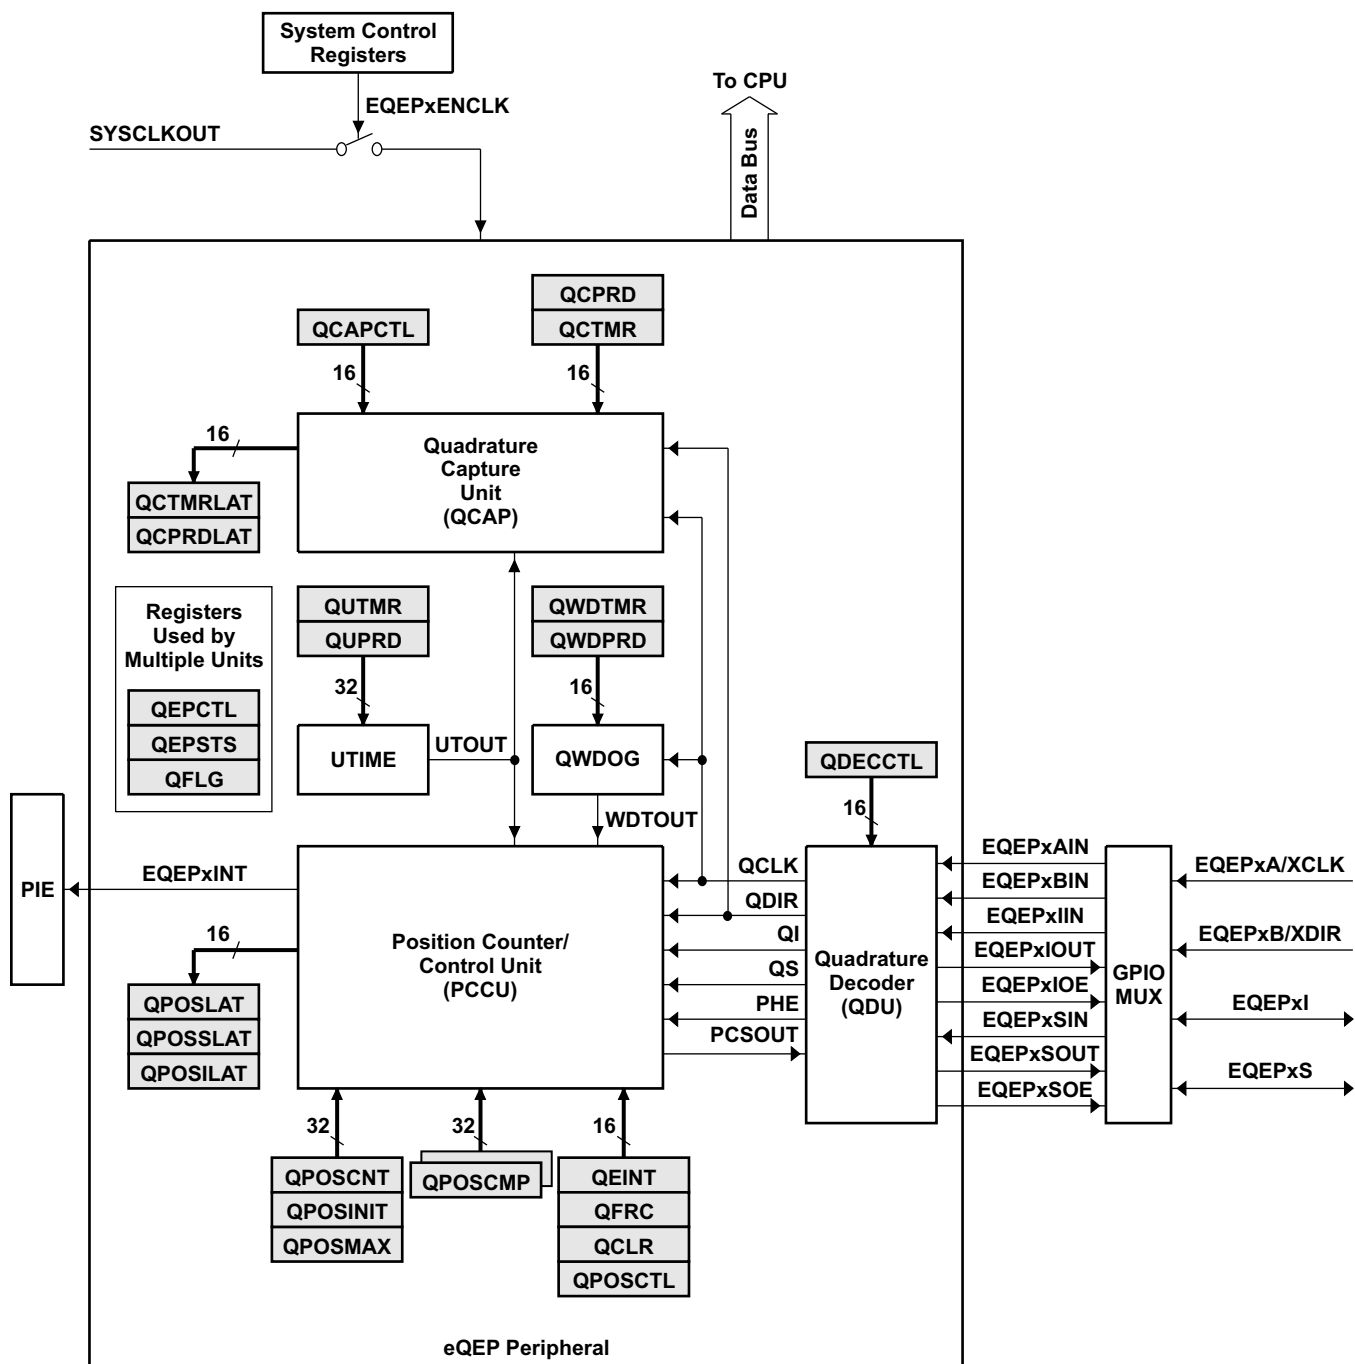 System Control
Registers
To CPU
EQEPxENCLK
SYSCLKOUT
Data Bus
QCPRD
QCAPCTL
QCTMR
16
16
16
Quadrature
Capture
Unit
(QCAP)
QCTMRLAT
QCPRDLAT
Registers
Used by
Multiple Units
QEPCTL
QEPSTS
QFLG
QUTMR
QUPRD
32
UTIME
UTOUT
QWDTMR
QWDPRD
16
QWDOG
WDTOUT
QDECCTL
16
PIE
EQEPxINT
16
QPOSLAT
QPOSSLAT
QPOSILAT
Position Counter/
Control Unit
(PCCU)
QCLK
QDIR
QI
QS
PHE
PCSOUT
Quadrature
Decoder
(QDU)
EQEPxAIN
EQEPxBIN
EQEPxIIN
EQEPxIOUT
EQEPxIOE
EQEPxSIN
EQEPxSOUT
EQEPxSOE
GPIO
MUX
EQEPxA/XCLK
EQEPxB/XDIR
EQEPxI
EQEPxS
32
32
16
QPOSCNT
QPOSINIT
QPOSMAX
QPOSCMP
QEINT
QFRC
QCLR
QPOSCTL
eQEP Peripheral